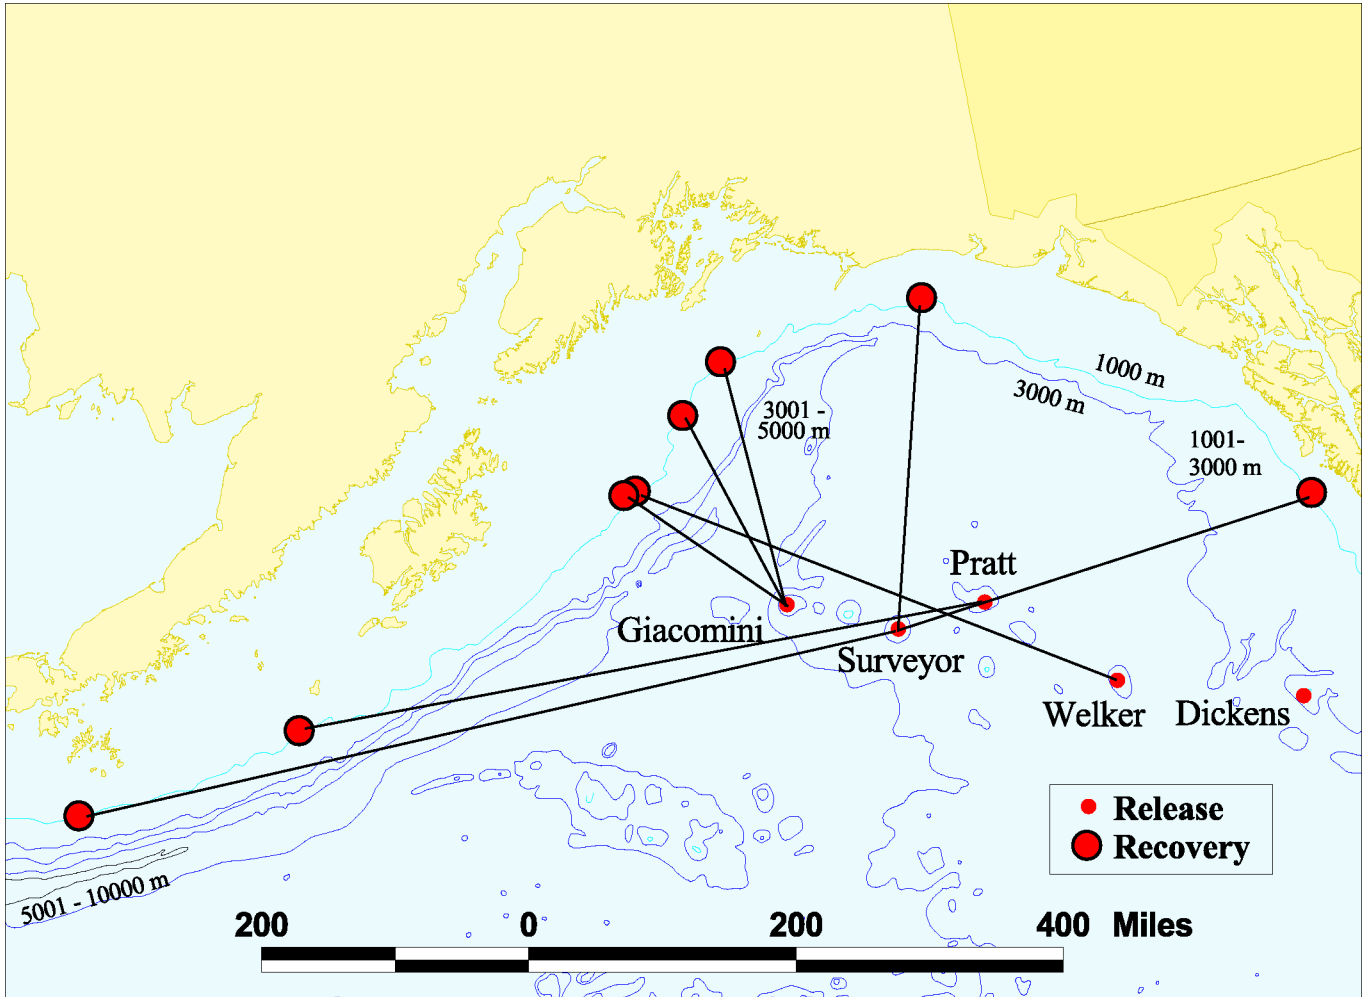 1000 m
3000 m
3001 -
5000 m
1001-
3000 m
Pratt
Giacomini
Surveyor
Welker
Dickens
Release
Recovery
5001 - 10000 m
200 0 200 400 Miles